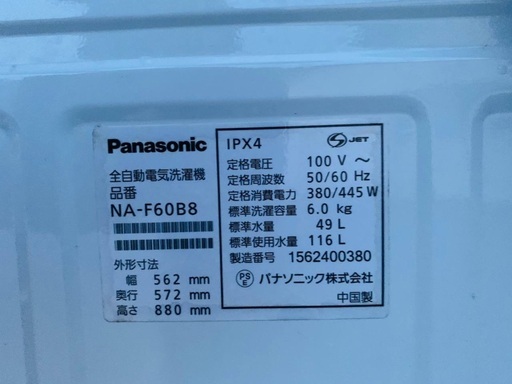 Panasonic
全自動電気洗濯機
品番
NA-F60B8
外形寸法
幅 562 mm
奥行 572 mm
高さ 880 mm
IPX4
S JET
定格電圧 100 V ～
定格周波数 50/60 Hz
定格消費電力 380/445 W
標準洗濯容量 6.0 kg
標準水量 49 L
標準使用水量 116 L
製造番号 1562400380
PS E パナソニック株式会社
中国製